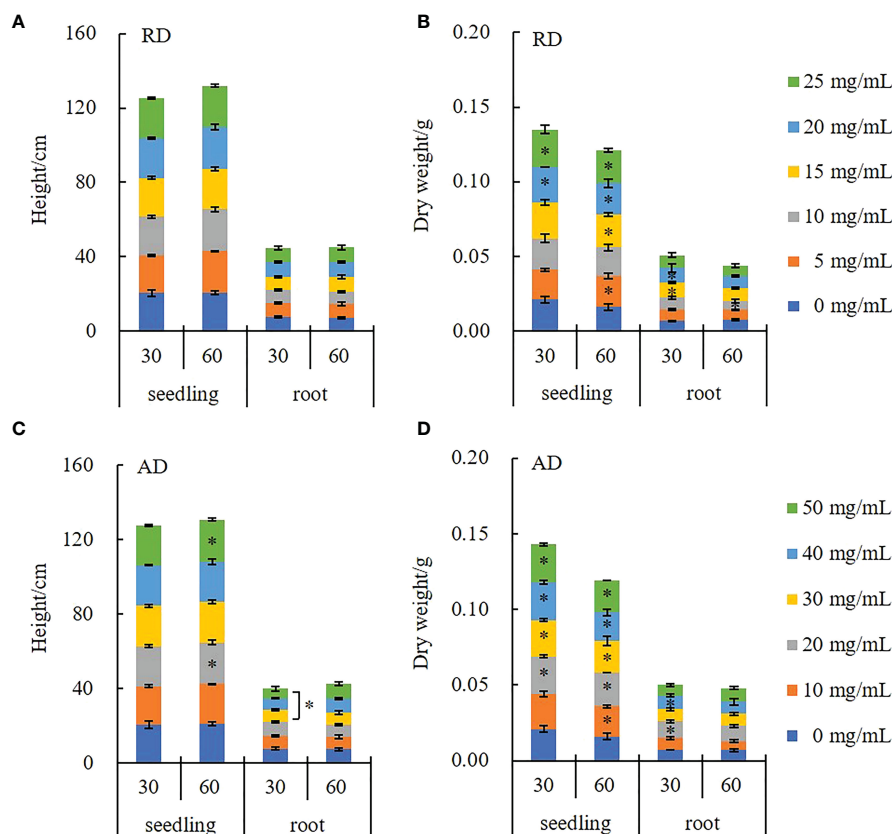 A
RD
160
120
80
40
0
Height/cm
30 60 30 60
seedling root
B
RD
0.20
0.15
0.10
0.05
0.00
Dry weight/g
* * * * * * * * * *
30 60 30 60
seedling root
25 mg/mL
20 mg/mL
15 mg/mL
10 mg/mL
5 mg/mL
0 mg/mL
C
AD
160
120
80
40
0
Height/cm
* * *
30 60 30 60
seedling root
D
AD
0.20
0.15
0.10
0.05
0.00
Dry weight/g
* * * * * * * * * * *
30 60 30 60
seedling root
50 mg/mL
40 mg/mL
30 mg/mL
20 mg/mL
10 mg/mL
0 mg/mL